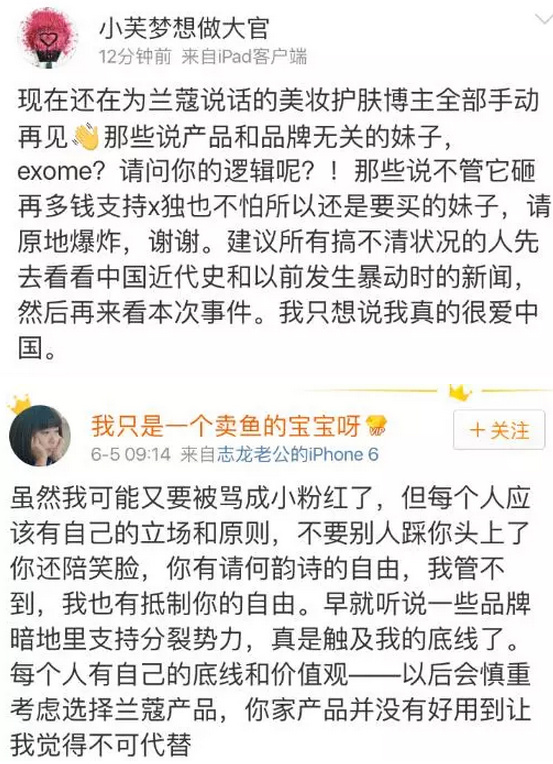 小芙梦想做大官
12分钟前 来自iPad客户端
现在还在为兰蔻说话的美妆护肤博主全部手动
再见👋那些说产品和品牌无关的妹子，
exome？请问你的逻辑呢？！那些说不管它砸
再多钱支持x独也不怕所以还是要买的妹子，请
原地爆炸，谢谢。建议所有搞不清状况的人先
去看看中国近代史和以前发生暴动时的新闻，
然后再来看本次事件。我只想说我真的很爱中
国。
我只是一个卖鱼的宝宝呀 VIP
＋关注
6-5 09:14 来自志龙老公的iPhone 6
虽然我可能又要被骂成小粉红了，但每个人应
该有自己的立场和原则，不要别人踩你头上了
你还陪笑脸，你有请何韵诗的自由，我管不
到，我也有抵制你的自由。早就听说一些品牌
暗地里支持分裂势力，真是触及我的底线了。
每个人有自己的底线和价值观——以后会慎重
考虑选择兰蔻产品，你家产品并没有好用到让
我觉得不可代替